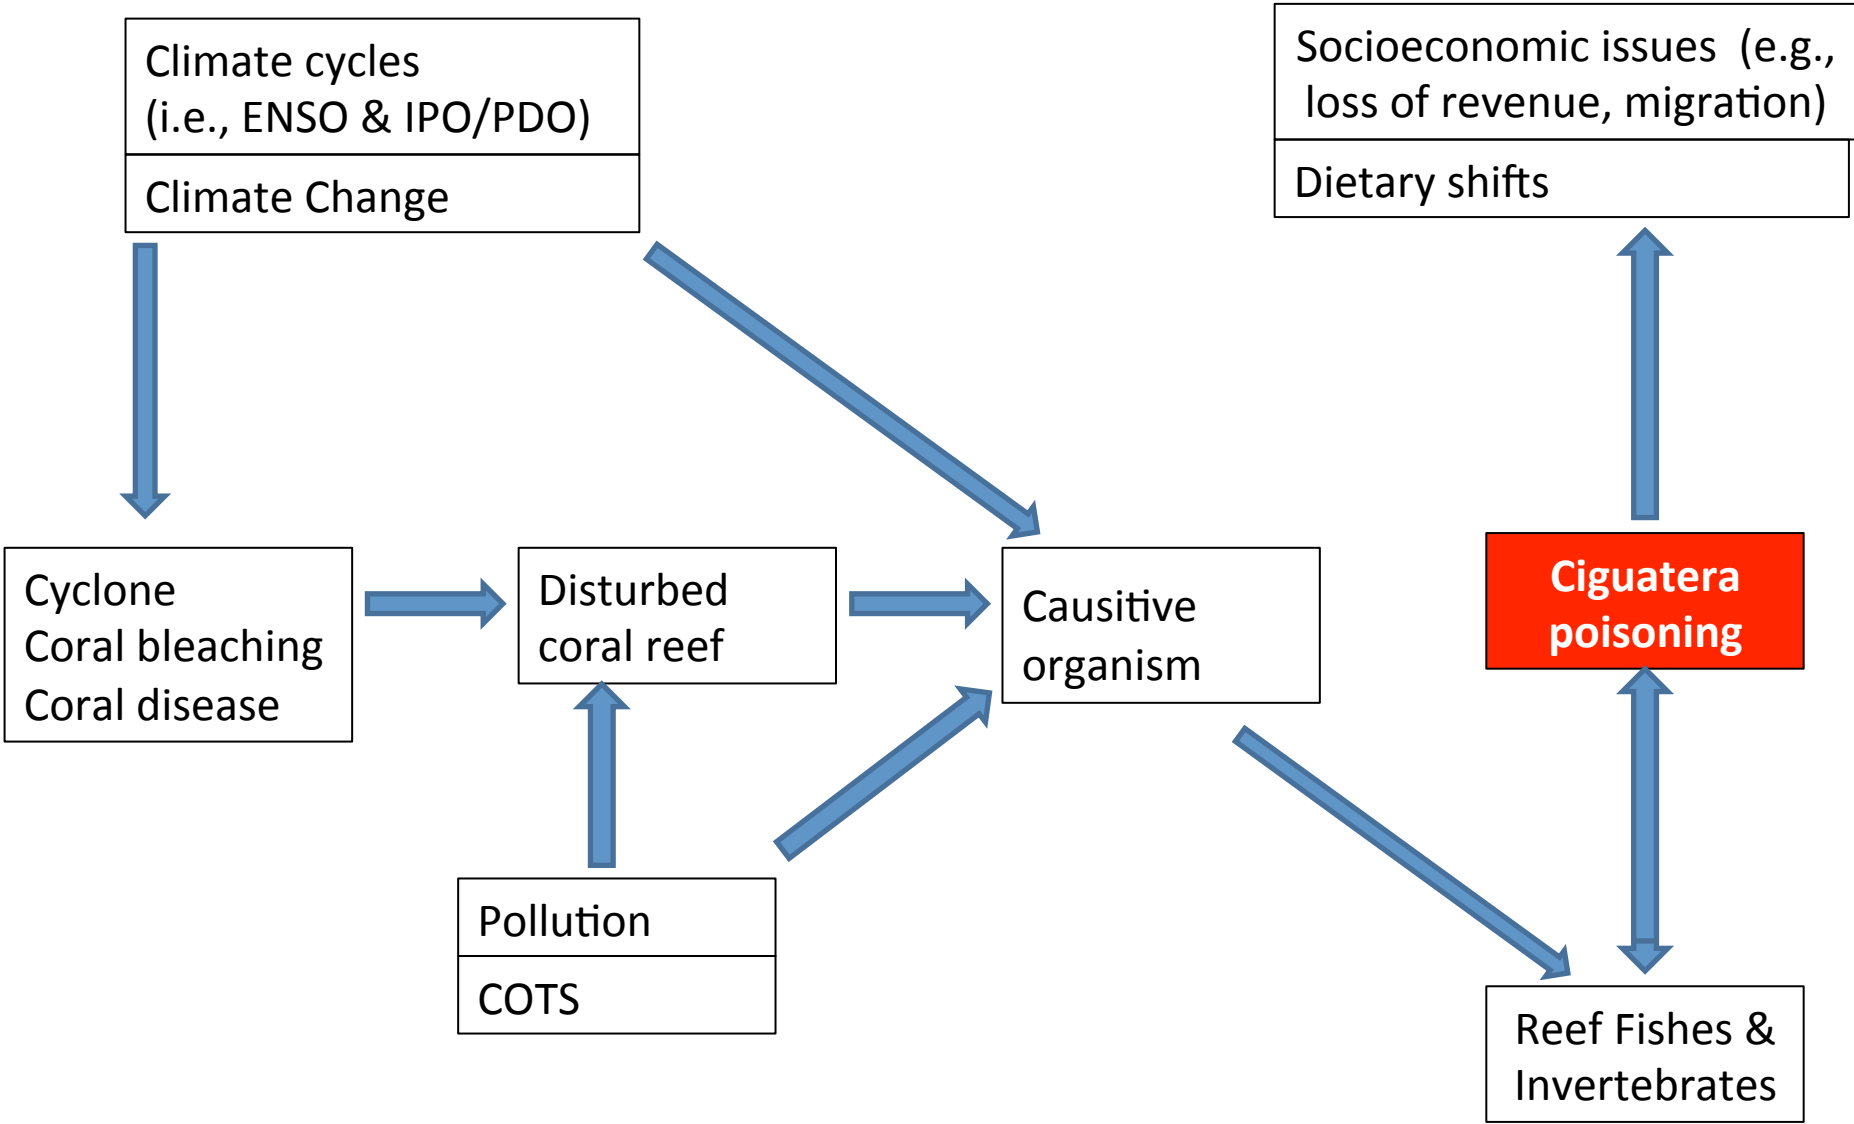 Climate cycles
(i.e., ENSO & IPO/PDO)
Climate Change
Socioeconomic issues (e.g.,
loss of revenue, migration)
Dietary shifts
Cyclone
Coral bleaching
Coral disease
Disturbed
coral reef
Causitive
organism
Ciguatera
poisoning
Pollution
COTS
Reef Fishes &
Invertebrates